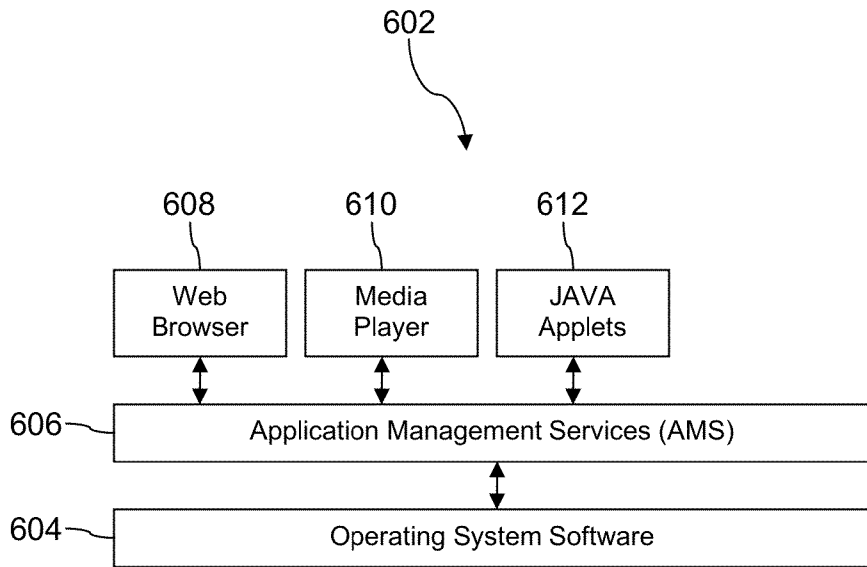 602
608
610
612
Web
Browser
Media
Player
JAVA
Applets
606
Application Management Services (AMS)
604
Operating System Software